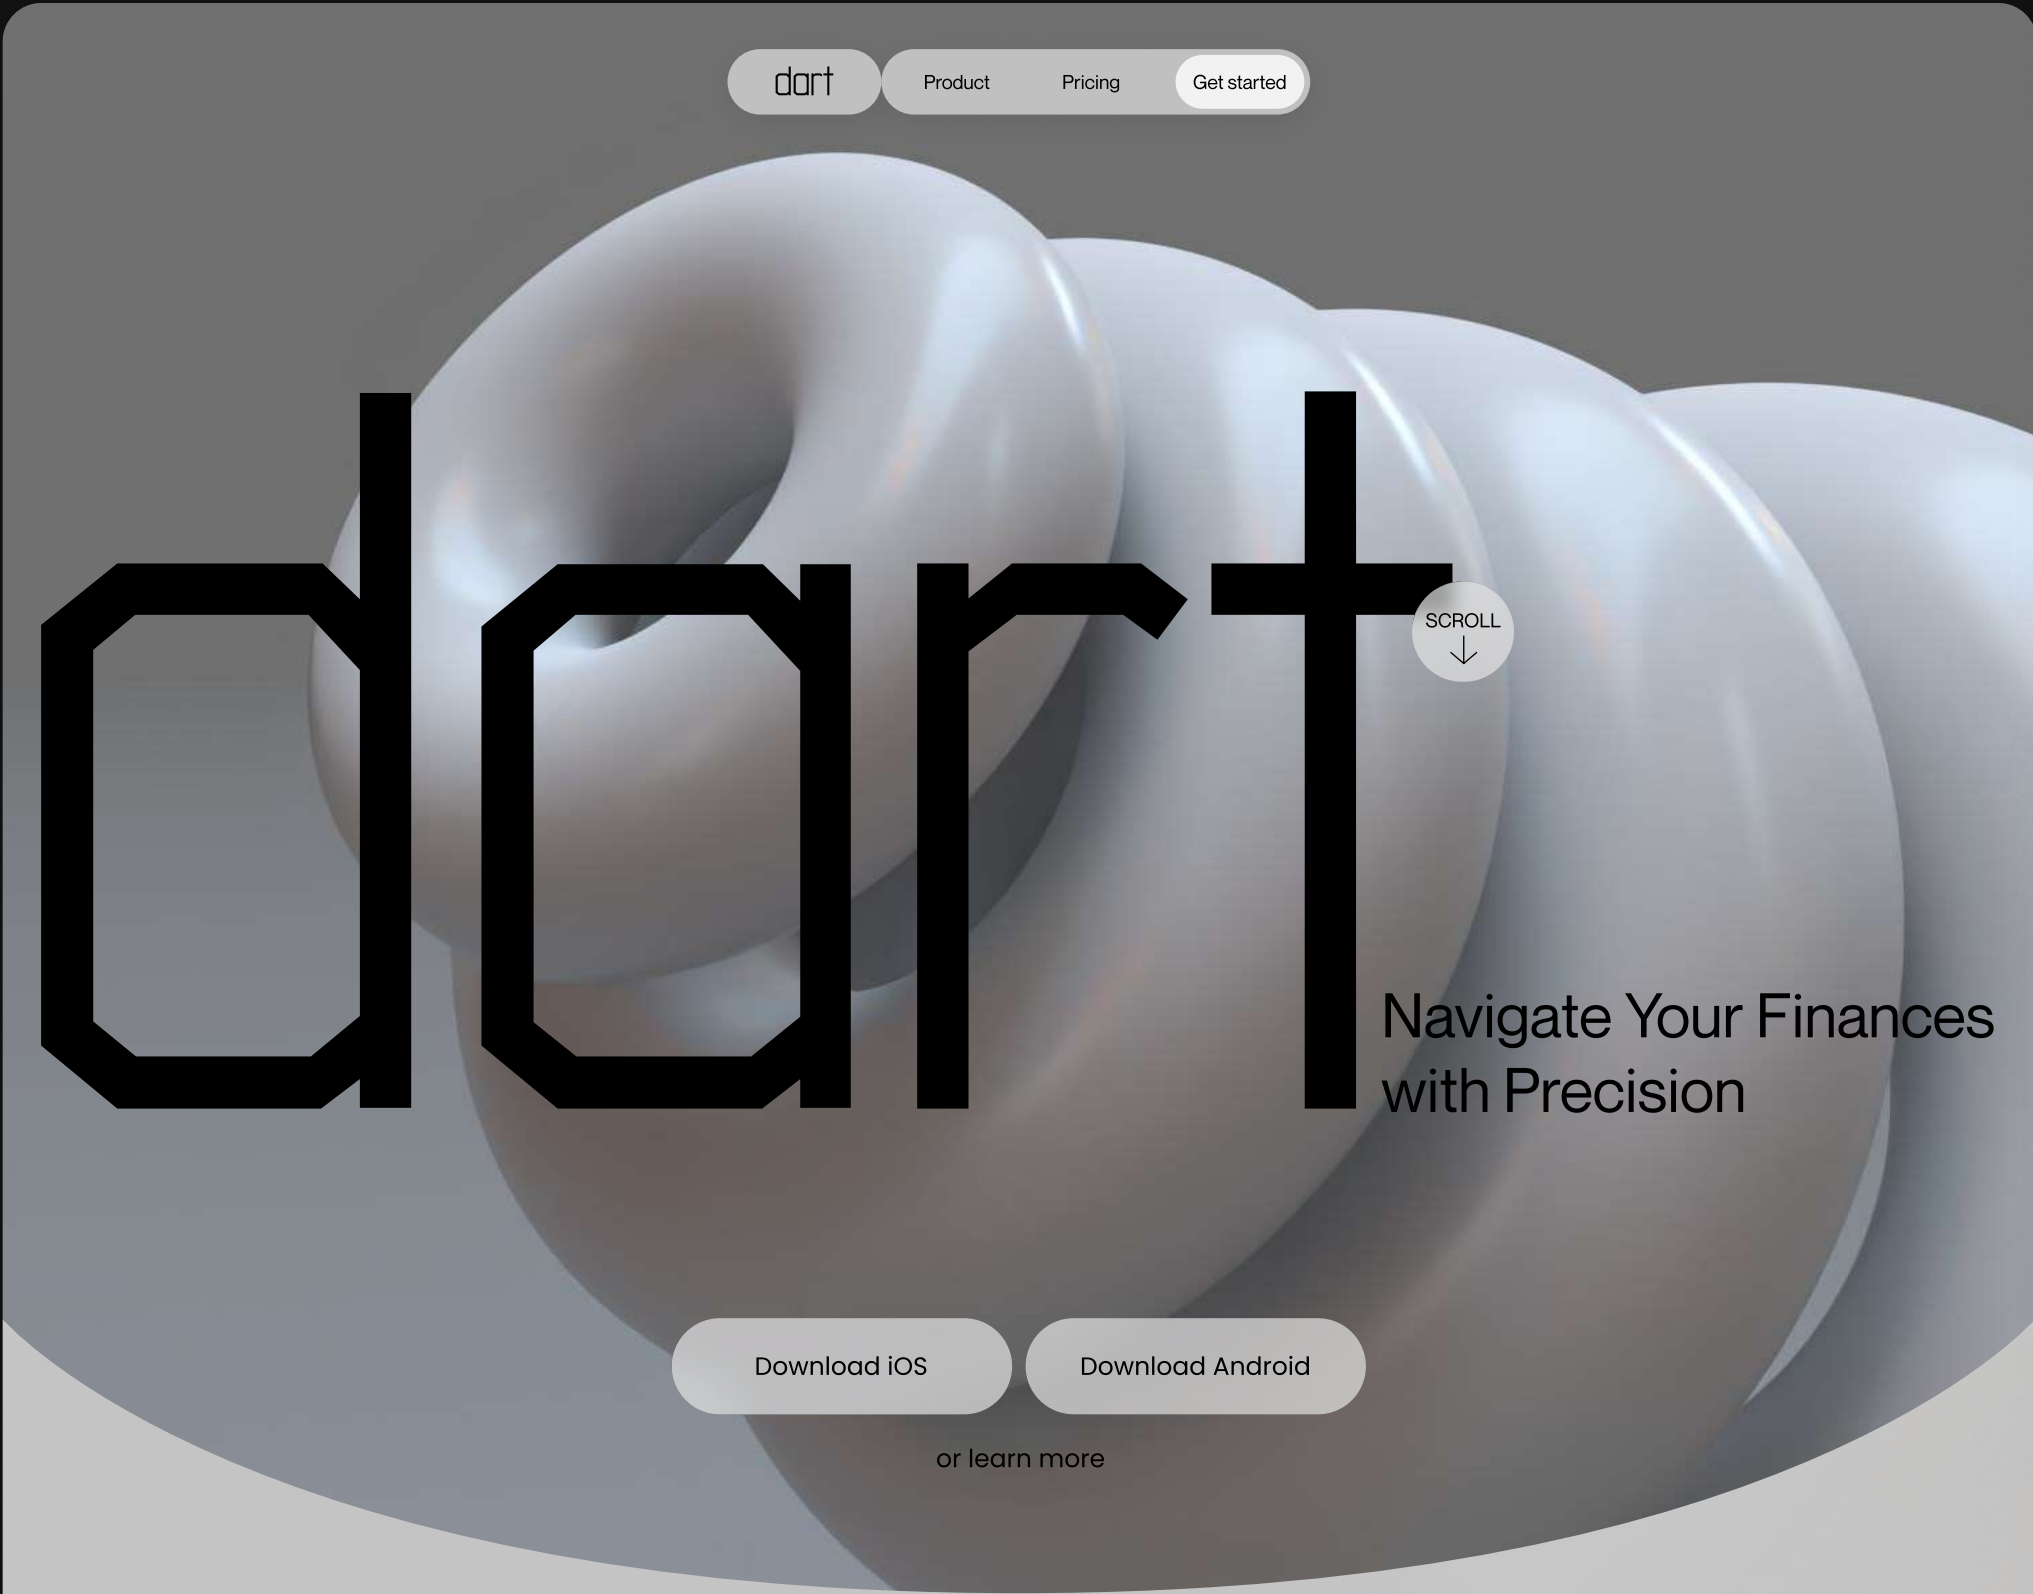 dart
Product
Pricing
Get started
dart
SCROLL
Navigate Your Finances
with Precision
Download iOS
Download Android
or learn more